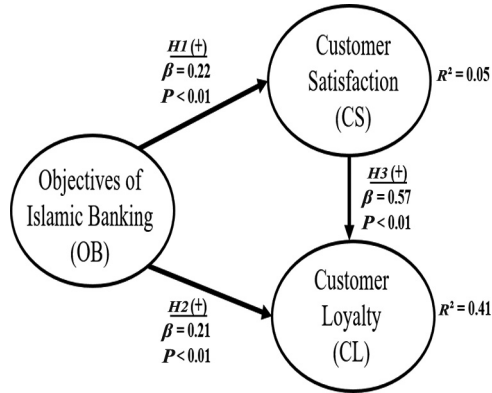 H1 (+)
β = 0.22
P < 0.01
Customer
Satisfaction
(CS)
R² = 0.05
Objectives of
Islamic Banking
(OB)
H3 (+)
β = 0.57
P < 0.01
H2 (+)
β = 0.21
P < 0.01
Customer
Loyalty
(CL)
R² = 0.41